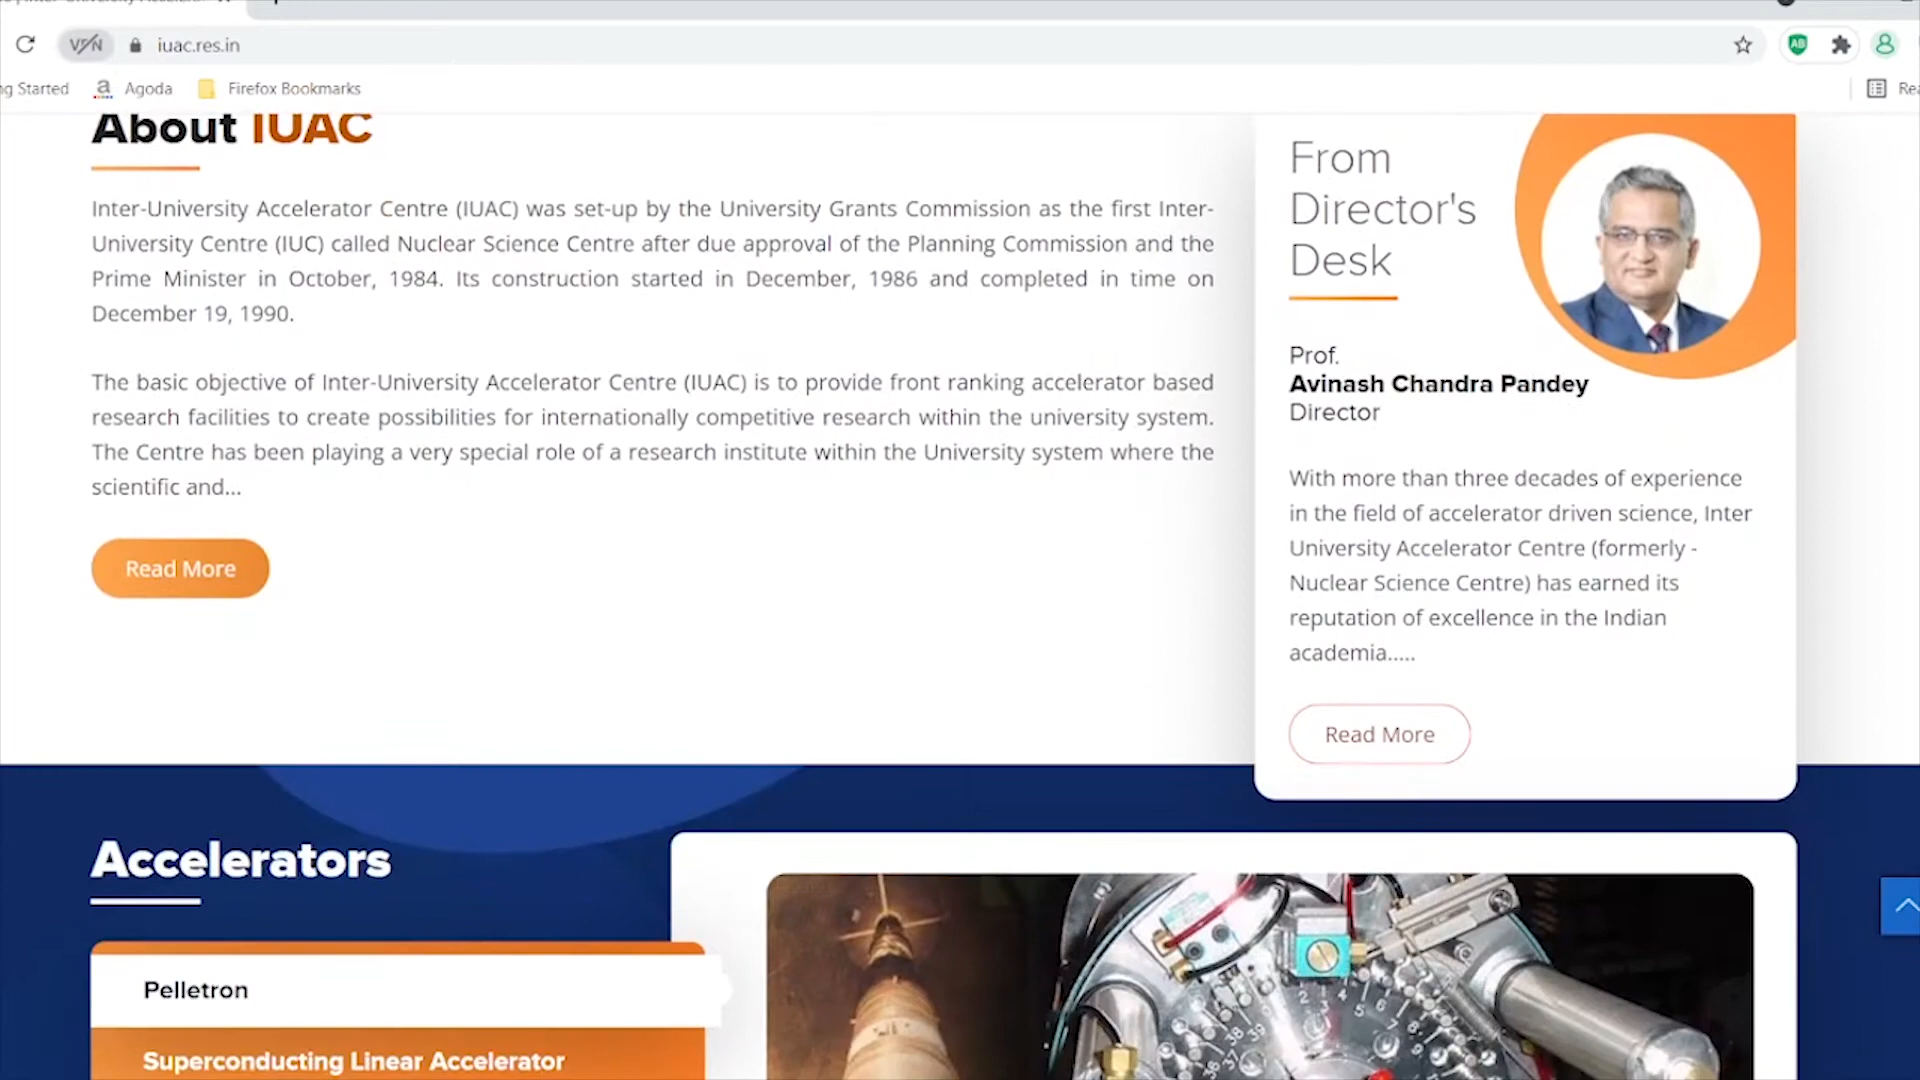 VPN iuac.res.in AB
ng Started Agoda Firefox Bookmarks
About IUAC
Inter-University Accelerator Centre (IUAC) was set-up by the University Grants Commission as the first Inter-
University Centre (IUC) called Nuclear Science Centre after due approval of the Planning Commission and the
Prime Minister in October, 1984. Its construction started in December, 1986 and completed in time on
December 19, 1990.
The basic objective of Inter-University Accelerator Centre (IUAC) is to provide front ranking accelerator based
research facilities to create possibilities for internationally competitive research within the university system.
The Centre has been playing a very special role of a research institute within the University system where the
scientific and...
Read More
From
Director's
Desk
Prof.
Avinash Chandra Pandey
Director
With more than three decades of experience
in the field of accelerator driven science, Inter
University Accelerator Centre (formerly -
Nuclear Science Centre) has earned its
reputation of excellence in the Indian
academia.....
Read More
Accelerators
Pelletron
Superconducting Linear Accelerator